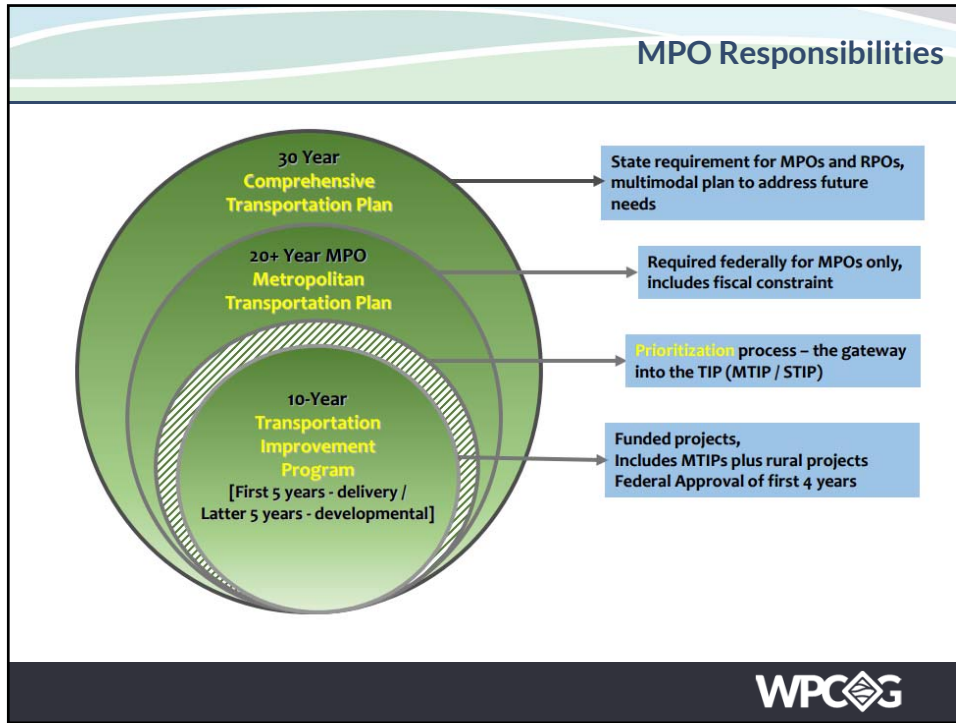 MPO Responsibilities
30 Year
Comprehensive
Transportation Plan
State requirement for MPOs and RPOs,
multimodal plan to address future
needs
20+ Year MPO
Metropolitan
Transportation Plan
Required federally for MPOs only,
includes fiscal constraint
Prioritization process – the gateway
into the TIP (MTIP / STIP)
10-Year
Transportation
Improvement
Program
[First 5 years - delivery /
Latter 5 years - developmental]
Funded projects,
Includes MTIPs plus rural projects
Federal Approval of first 4 years
WPCOG